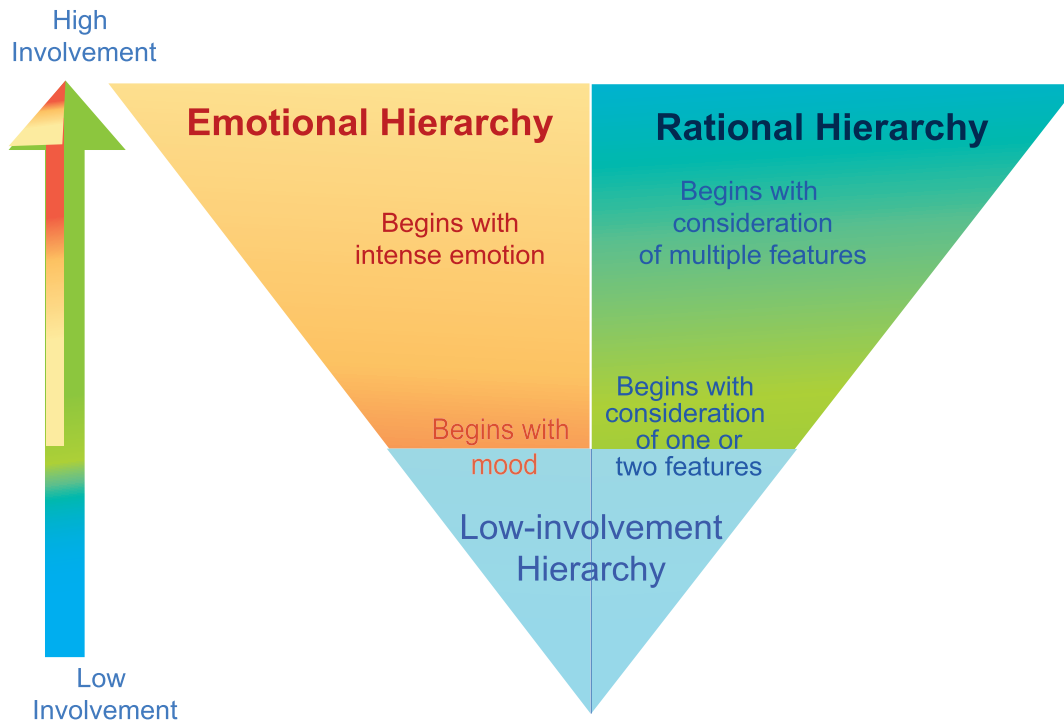 High
Involvement
Emotional Hierarchy
Rational Hierarchy
Begins with
intense emotion
Begins with
consideration
of multiple features
Begins with
mood
Begins with
consideration
of one or
two features
Low-involvement
Hierarchy
Low
Involvement